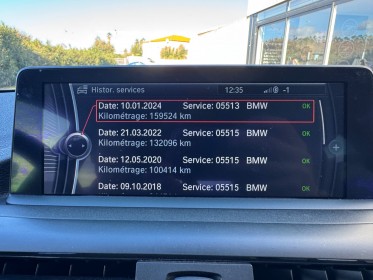 Histor. services 12:35 -1
Date: 10.01.2024 Service: 05513 BMW OK
Kilométrage: 159524 km
Date: 21.03.2022 Service: 05515 BMW OK
Kilométrage: 132096 km
Date: 12.05.2020 Service: 05515 BMW OK
Kilométrage: 100414 km
Date: 09.10.2018 Service: 05515 BMW OK